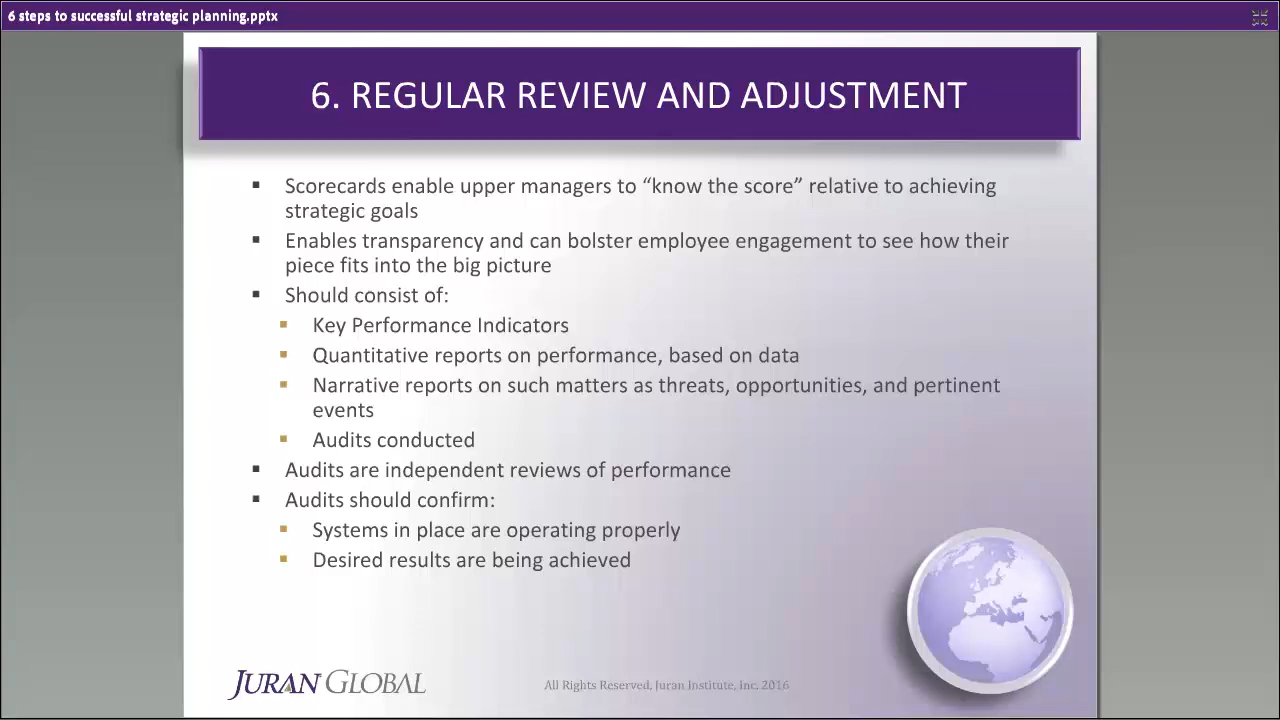 6 steps to successful strategic planning.pptx
6. REGULAR REVIEW AND ADJUSTMENT
▪ Scorecards enable upper managers to “know the score” relative to achieving
strategic goals
▪ Enables transparency and can bolster employee engagement to see how their
piece fits into the big picture
▪ Should consist of:
▪ Key Performance Indicators
▪ Quantitative reports on performance, based on data
▪ Narrative reports on such matters as threats, opportunities, and pertinent
events
▪ Audits conducted
▪ Audits are independent reviews of performance
▪ Audits should confirm:
▪ Systems in place are operating properly
▪ Desired results are being achieved
JURAN GLOBAL
All Rights Reserved, Juran Institute, Inc. 2016